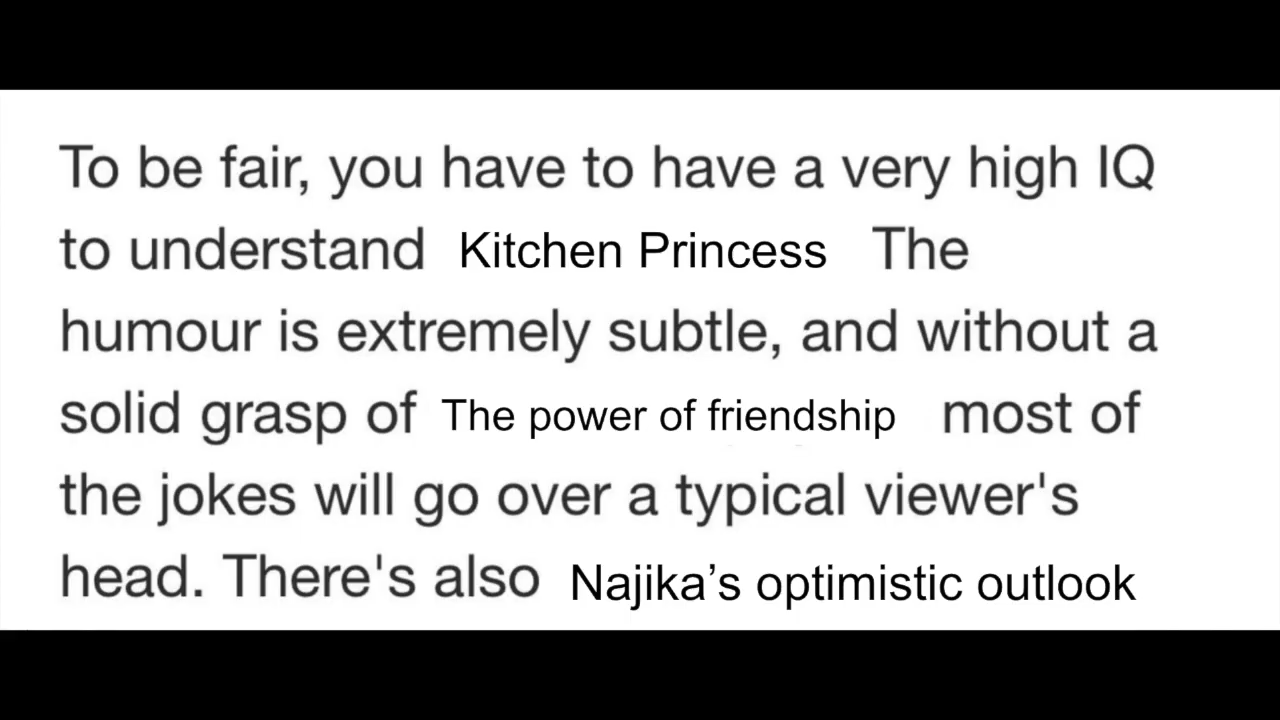 To be fair, you have to have a very high IQ
to understand Kitchen Princess The
humour is extremely subtle, and without a
solid grasp of The power of friendship most of
the jokes will go over a typical viewer's
head. There's also Najika’s optimistic outlook